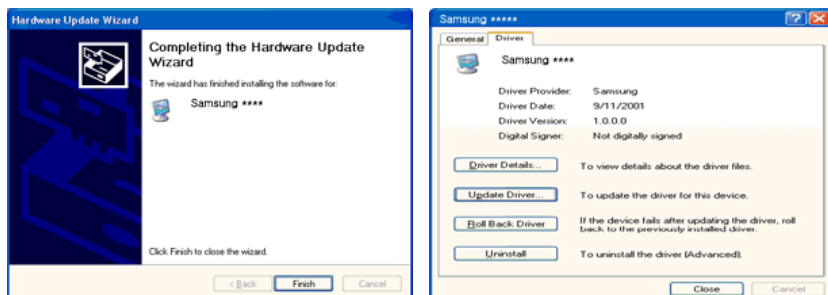 Hardware Update Wizard
Completing the Hardware Update
Wizard
The wizard has finished installing the software for:
Samsung ****
Click Finish to close the wizard.
< Back Finish Cancel
Samsung *****
General Driver
Samsung ****
Driver Provider: Samsung
Driver Date: 9/11/2001
Driver Version: 1.0.0.0
Digital Signer: Not digitally signed
Driver Details... To view details about the driver files.
Update Driver... To update the driver for this device.
Roll Back Driver If the device fails after updating the driver, roll
back to the previously installed driver.
Uninstall To uninstall the driver (Advanced).
Close Cancel